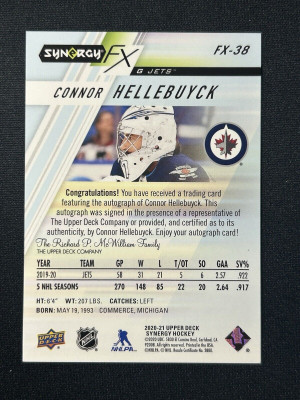 SYNERGY FX
FX-38
G JETS
CONNOR HELLEBUYCK
Congratulations! You have received a trading card
featuring the autograph of Connor Hellebuyck. This
autograph was signed in the presence of a representative of
The Upper Deck Company or provided, and certified as to its
authenticity, by Connor Hellebuyck. Enjoy your autograph card!
The Richard P. McWilliam Family
THE UPPER DECK COMPANY
YEAR TEAM GP W L T/OT SO GAA SV%
2019-20 JETS 58 31 21 5 6 2.57 .922
5 NHL SEASONS 270 148 85 22 20 2.64 .917
HT: 6'4" WT: 207 LBS. CATCHES: LEFT
BORN: MAY 19, 1993 COMMERCE, MICHIGAN
UPPER DECK
NHL
NHLPA
2020-21 UPPER DECK
SYNERGY HOCKEY